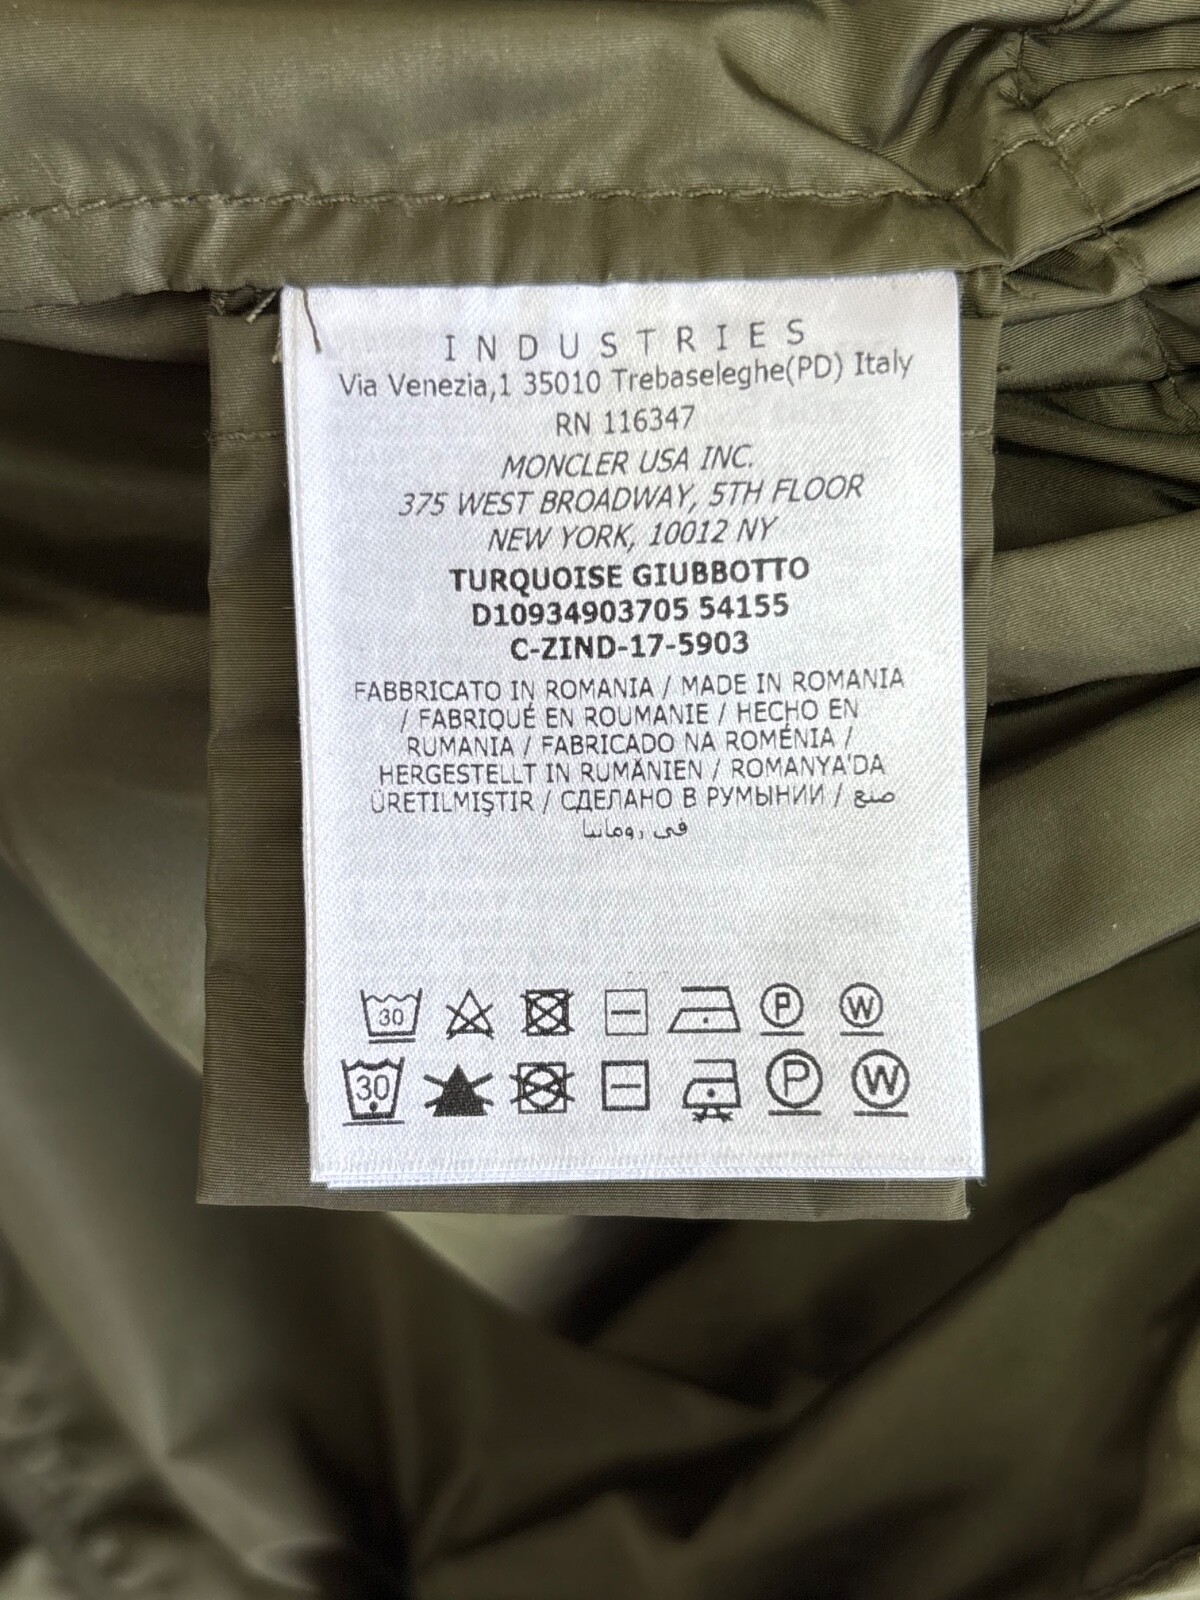 INDUSTRIES
Via Venezia,1 35010 Trebaseleghe(PD) Italy
RN 116347
MONCLER USA INC.
375 WEST BROADWAY, 5TH FLOOR
NEW YORK, 10012 NY
TURQUOISE GIUBBOTTO
D10934903705 54155
C-ZIND-17-5903
FABBRICATO IN ROMANIA / MADE IN ROMANIA
/ FABRIQUÉ EN ROUMANIE / HECHO EN
RUMANIA / FABRICADO NA ROMÉNIA /
HERGESTELLT IN RUMÄNIEN / ROMANYA'DA
ÜRETILMIŞTIR / СДЕЛАНО В РУМЫНИИ / صنع
في رومانيا
30 P W
30 P W